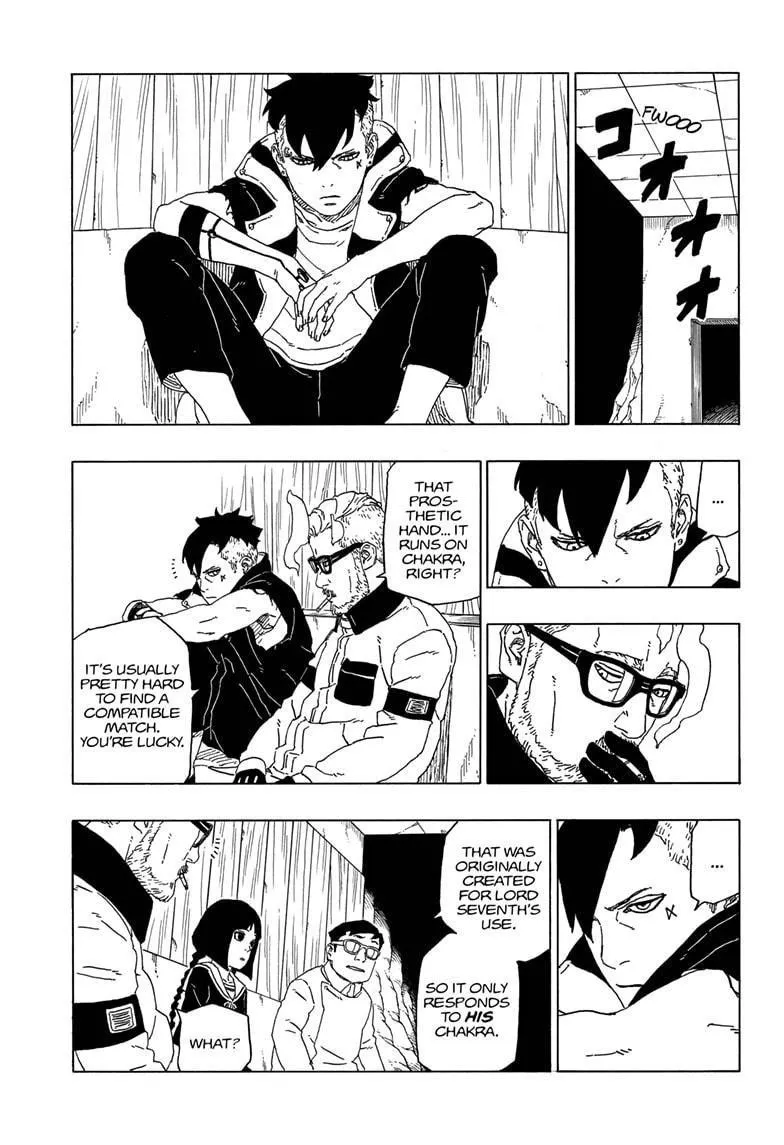 FWOOO
コ
オ
オ
オ
THAT
PROS-
THETIC
HAND... IT
RUNS ON
CHAKRA,
RIGHT?
IT'S USUALLY
PRETTY HARD
TO FIND A
COMPATIBLE
MATCH.
YOU'RE LUCKY.
...
THAT WAS
ORIGINALLY
CREATED
FOR LORD
SEVENTH'S
USE.
SO IT ONLY
RESPONDS
TO HIS
CHAKRA.
WHAT?
...